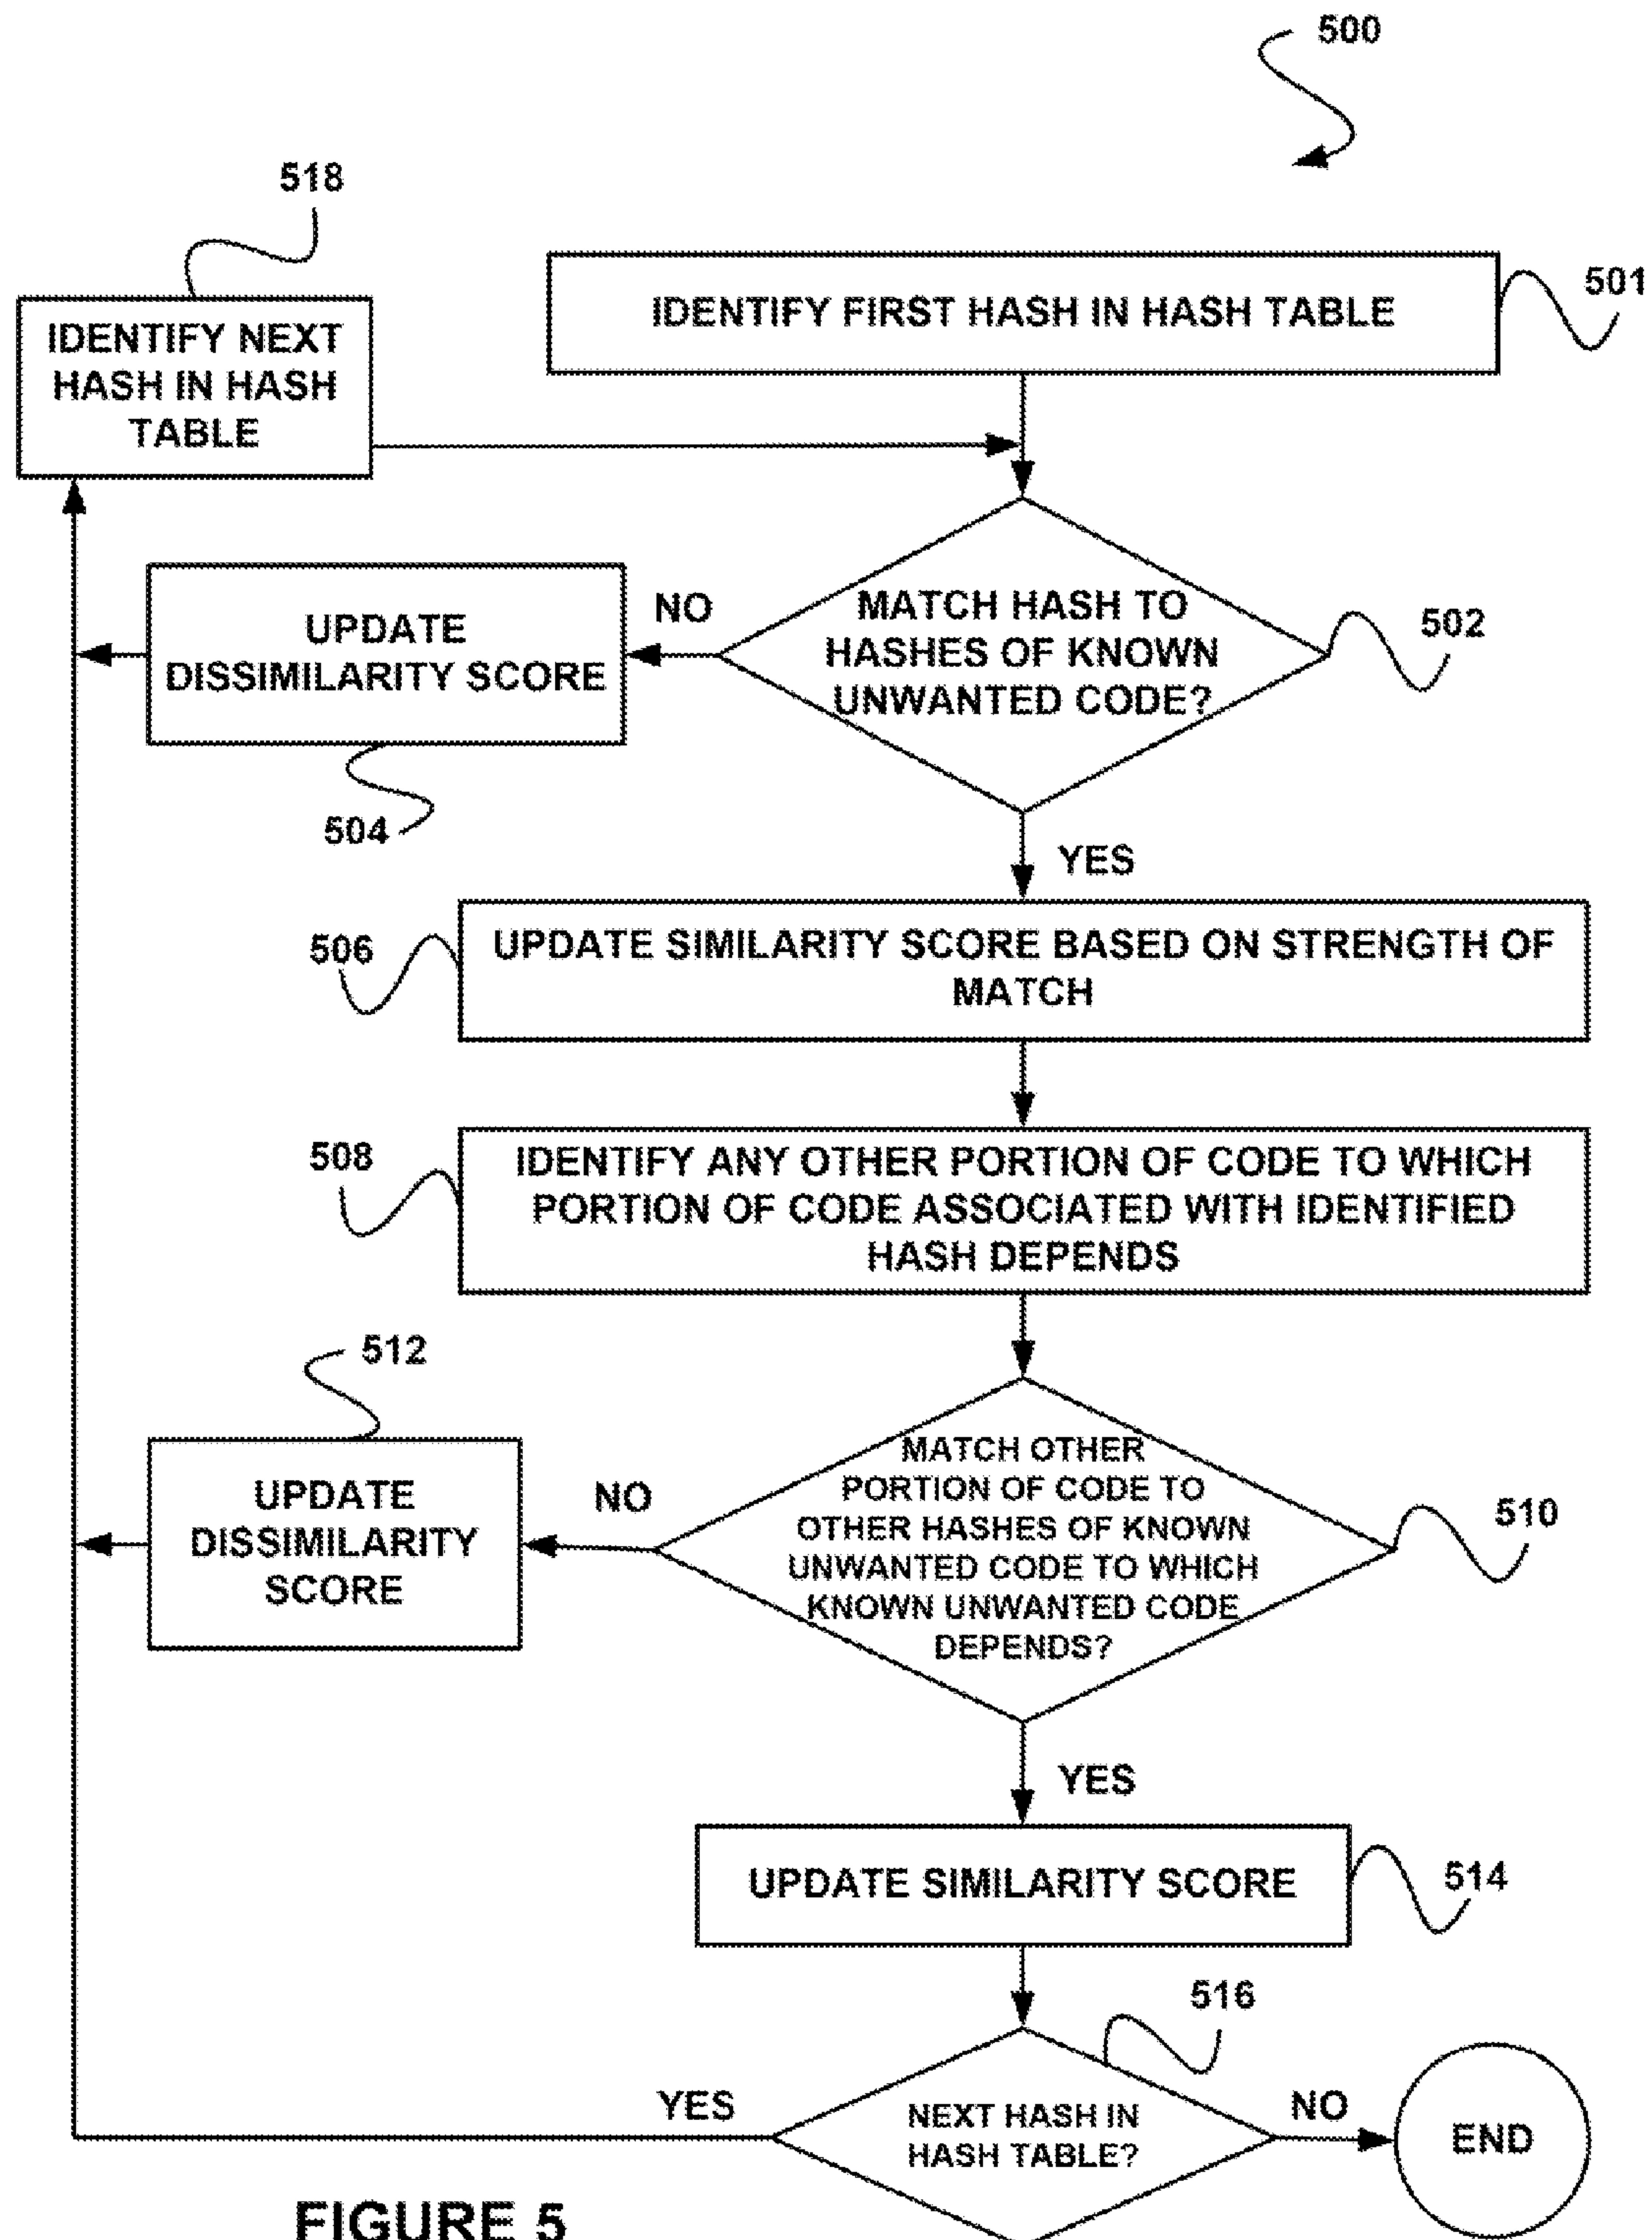 500
518
501
IDENTIFY FIRST HASH IN HASH TABLE
IDENTIFY NEXT
HASH IN HASH
TABLE
NO
MATCH HASH TO
HASHES OF KNOWN
UNWANTED CODE?
502
UPDATE
DISSIMILARITY SCORE
504
YES
506
UPDATE SIMILARITY SCORE BASED ON STRENGTH OF
MATCH
508
IDENTIFY ANY OTHER PORTION OF CODE TO WHICH
PORTION OF CODE ASSOCIATED WITH IDENTIFIED
HASH DEPENDS
512
UPDATE
DISSIMILARITY
SCORE
NO
MATCH OTHER
PORTION OF CODE TO
OTHER HASHES OF KNOWN
UNWANTED CODE TO WHICH
KNOWN UNWANTED CODE
DEPENDS?
510
YES
UPDATE SIMILARITY SCORE
514
516
YES
NEXT HASH IN
HASH TABLE?
NO
END
FIGURE 5